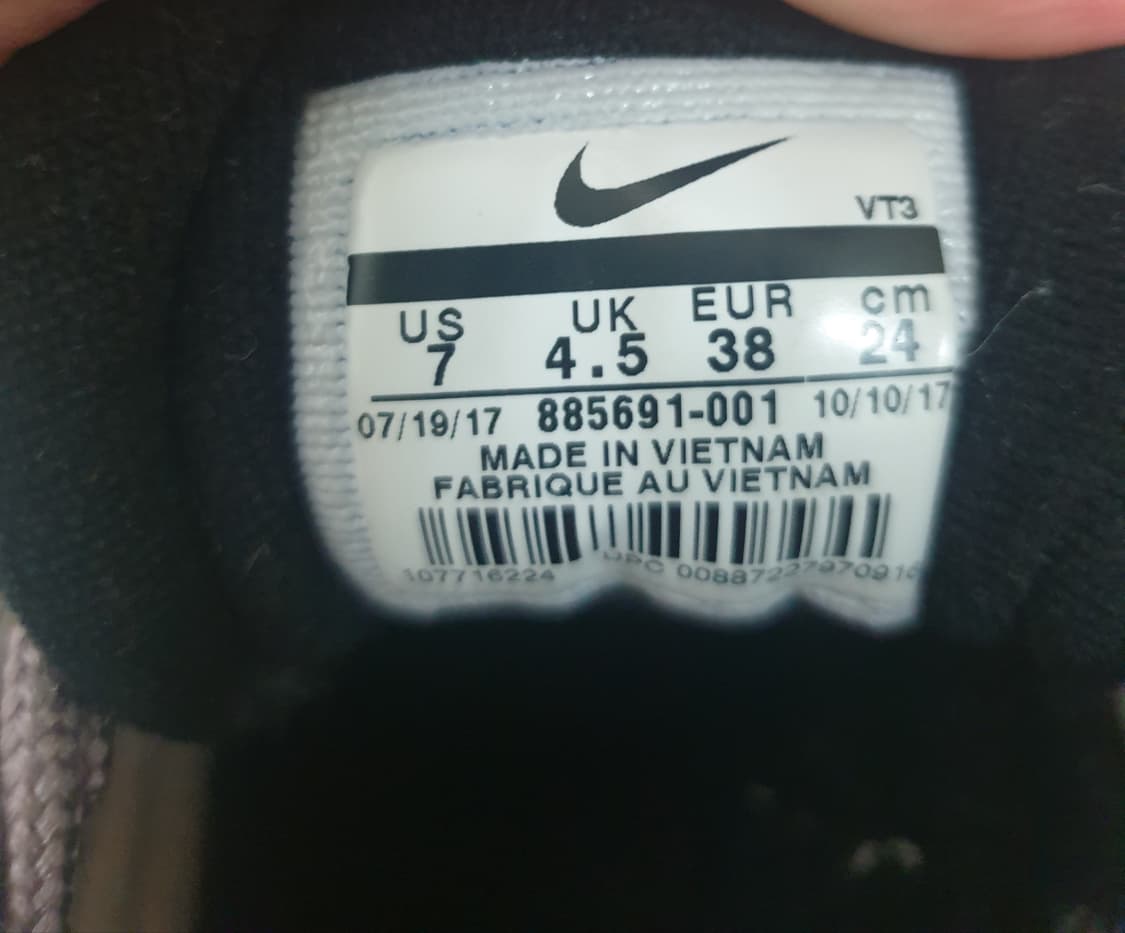 VT3
US UK EUR cm
7 4.5 38 24
07/19/17 885691-001 10/10/17
MADE IN VIETNAM
FABRIQUE AU VIETNAM
107716224 UPC